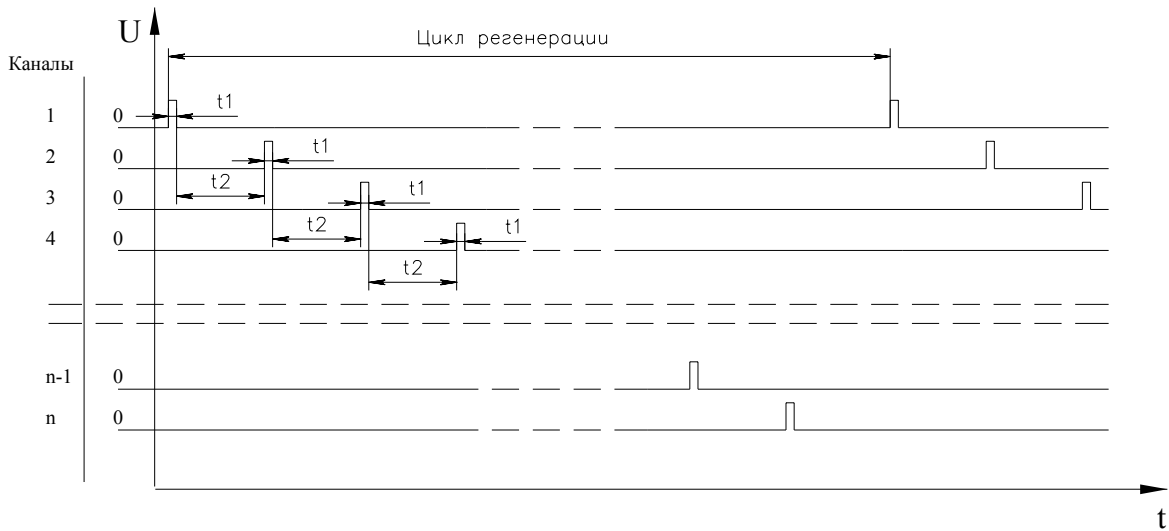 U
Цикл регенерации
Каналы
1 0 t1
2 0 t1
t2
3 0 t1
t2
4 0 t1
t2
n-1 0
n 0
t